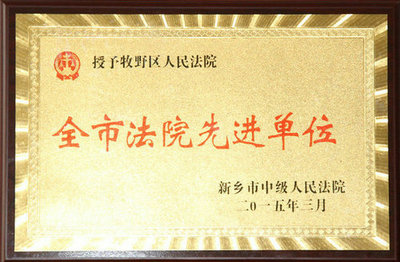 授予牧野区人民法院
全市法院先进单位
新乡市中级人民法院
二〇一五年三月